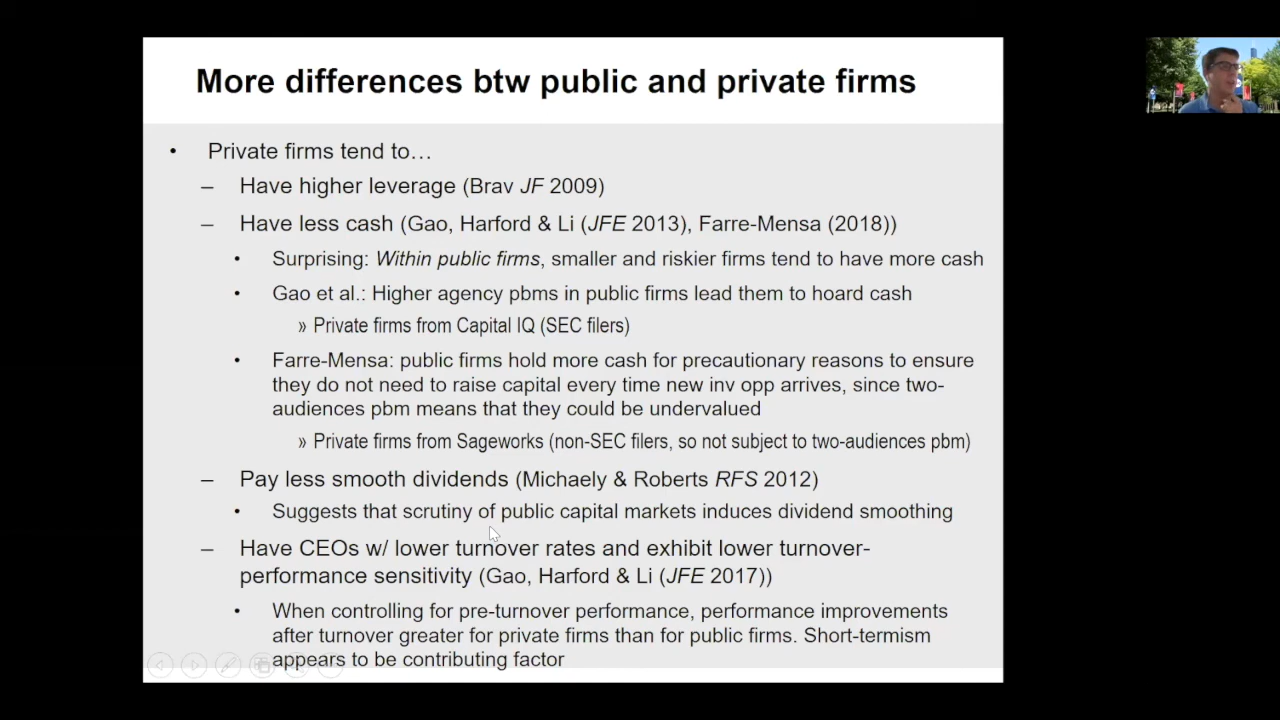 More differences btw public and private firms
• Private firms tend to…
– Have higher leverage (Brav JF 2009)
– Have less cash (Gao, Harford & Li (JFE 2013), Farre-Mensa (2018))
• Surprising: Within public firms, smaller and riskier firms tend to have more cash
• Gao et al.: Higher agency pbms in public firms lead them to hoard cash
» Private firms from Capital IQ (SEC filers)
• Farre-Mensa: public firms hold more cash for precautionary reasons to ensure
they do not need to raise capital every time new inv opp arrives, since two-
audiences pbm means that they could be undervalued
» Private firms from Sageworks (non-SEC filers, so not subject to two-audiences pbm)
– Pay less smooth dividends (Michaely & Roberts RFS 2012)
• Suggests that scrutiny of public capital markets induces dividend smoothing
– Have CEOs w/ lower turnover rates and exhibit lower turnover-
performance sensitivity (Gao, Harford & Li (JFE 2017))
• When controlling for pre-turnover performance, performance improvements
after turnover greater for private firms than for public firms. Short-termism
appears to be contributing factor